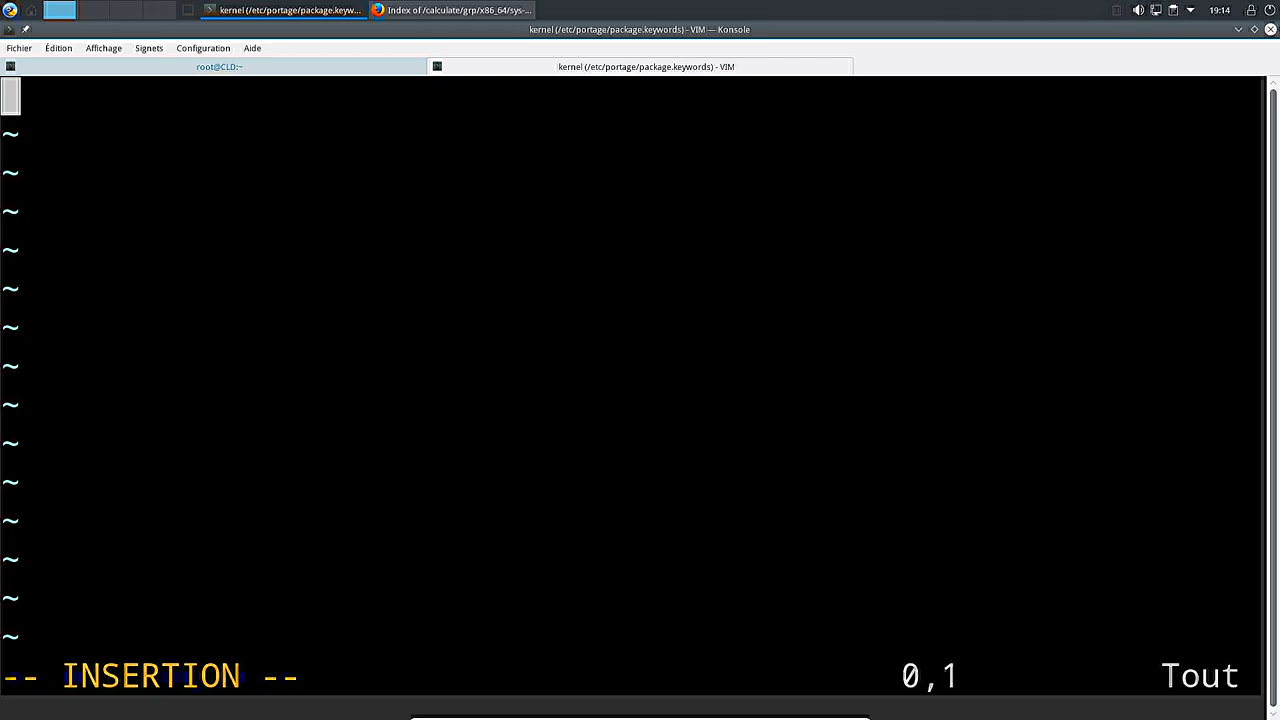 kernel (/etc/portage/package.keyw...
Index of /calculate/grp/x86_64/sys-...
19:14
kernel (/etc/portage/package.keywords) - VIM — Konsole
Fichier Édition Affichage Signets Configuration Aide
root@CLD:~
kernel (/etc/portage/package.keywords) - VIM
~
~
~
~
~
~
~
~
~
~
~
~
~
~
-- INSERTION -- 0,1 Tout